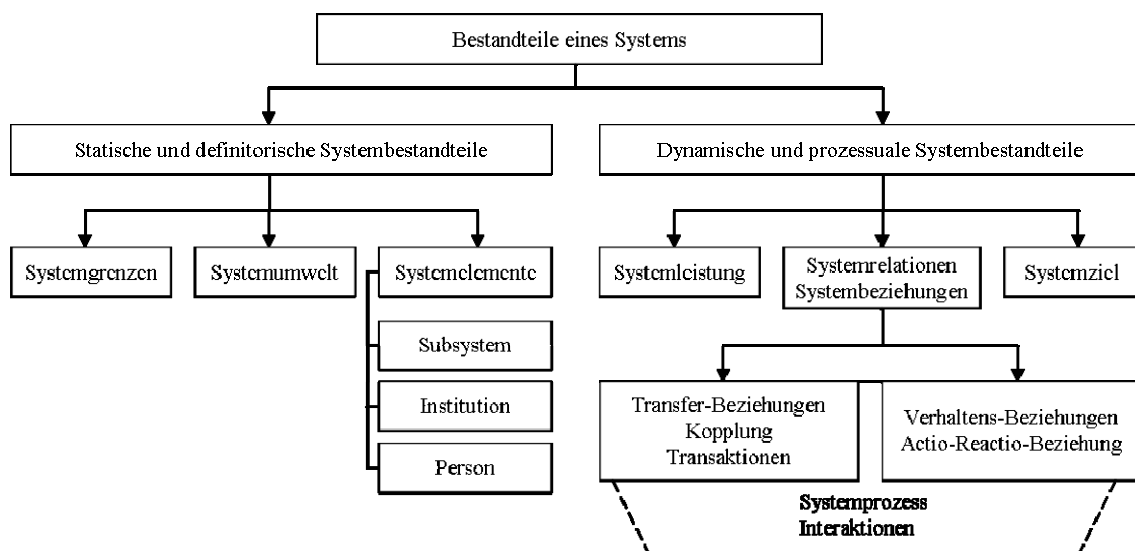 Bestandteile eines Systems
Statische und definitorische Systembestandteile
Dynamische und prozessuale Systembestandteile
Systemgrenzen
Systemumwelt
Systemelemente
Subsystem
Institution
Person
Systemleistung
Systemrelationen
Systembeziehungen
Systemziel
Transfer-Beziehungen
Kopplung
Transaktionen
Verhaltens-Beziehungen
Actio-Reactio-Beziehung
Systemprozess
Interaktionen